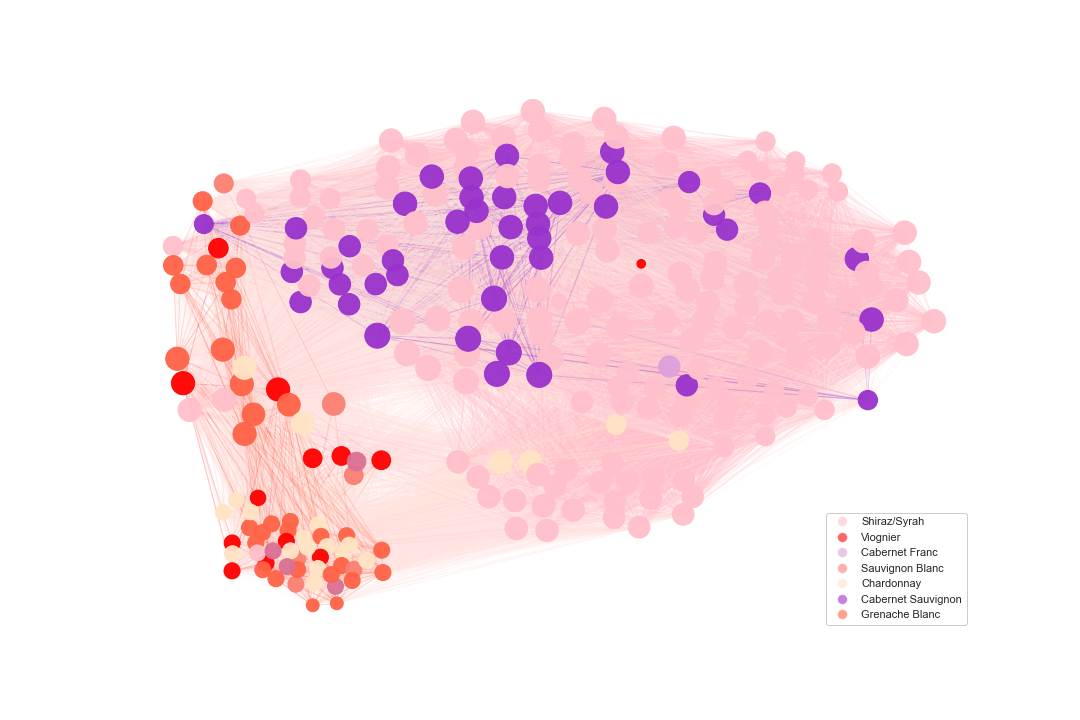 Shiraz/Syrah
Viognier
Cabernet Franc
Sauvignon Blanc
Chardonnay
Cabernet Sauvignon
Grenache Blanc